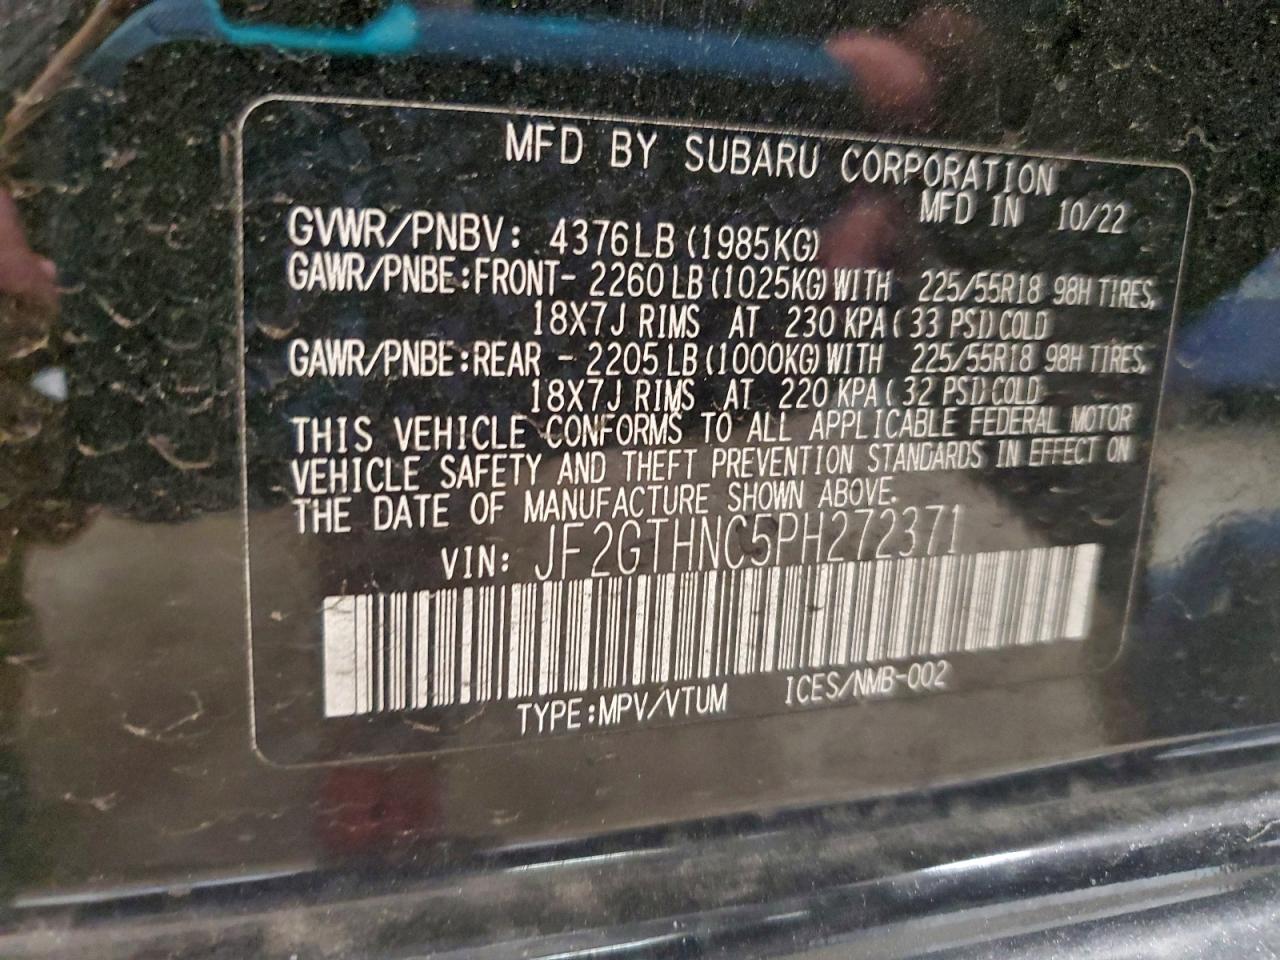 MFD BY SUBARU CORPORATION
MFD IN 10/22
GVWR/PNBV: 4376LB (1985KG)
GAWR/PNBE:FRONT- 2260 LB (1025KG) WITH 225/55R18 98H TIRES,
18X7J RIMS AT 230 KPA ( 33 PSI) COLD
GAWR/PNBE:REAR - 2205 LB (1000KG) WITH 225/55R18 98H TIRES,
18X7J RIMS AT 220 KPA ( 32 PSI) COLD
THIS VEHICLE CONFORMS TO ALL APPLICABLE FEDERAL MOTOR
VEHICLE SAFETY AND THEFT PREVENTION STANDARDS IN EFFECT ON
THE DATE OF MANUFACTURE SHOWN ABOVE.
VIN: JF2GTHNC5PH272371
TYPE:MPV/VTUM ICES/NMB-002